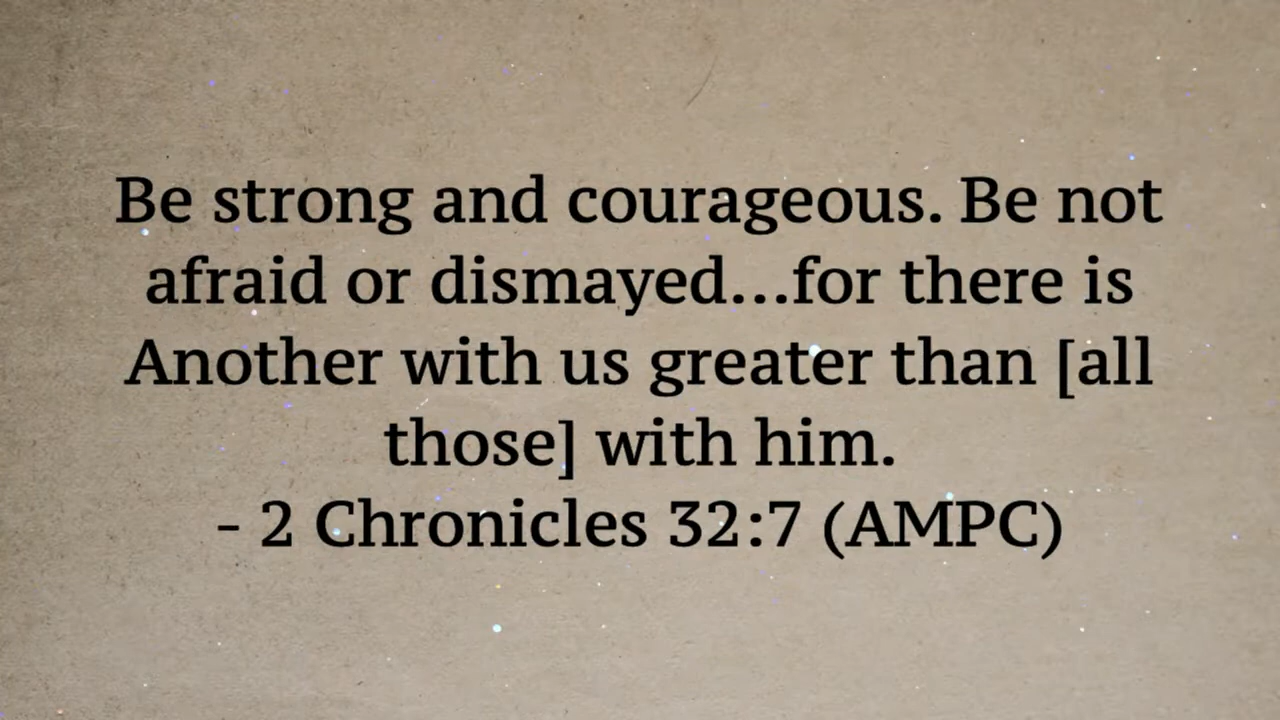 Be strong and courageous. Be not
afraid or dismayed...for there is
Another with us greater than [all
those] with him.
- 2 Chronicles 32:7 (AMPC)